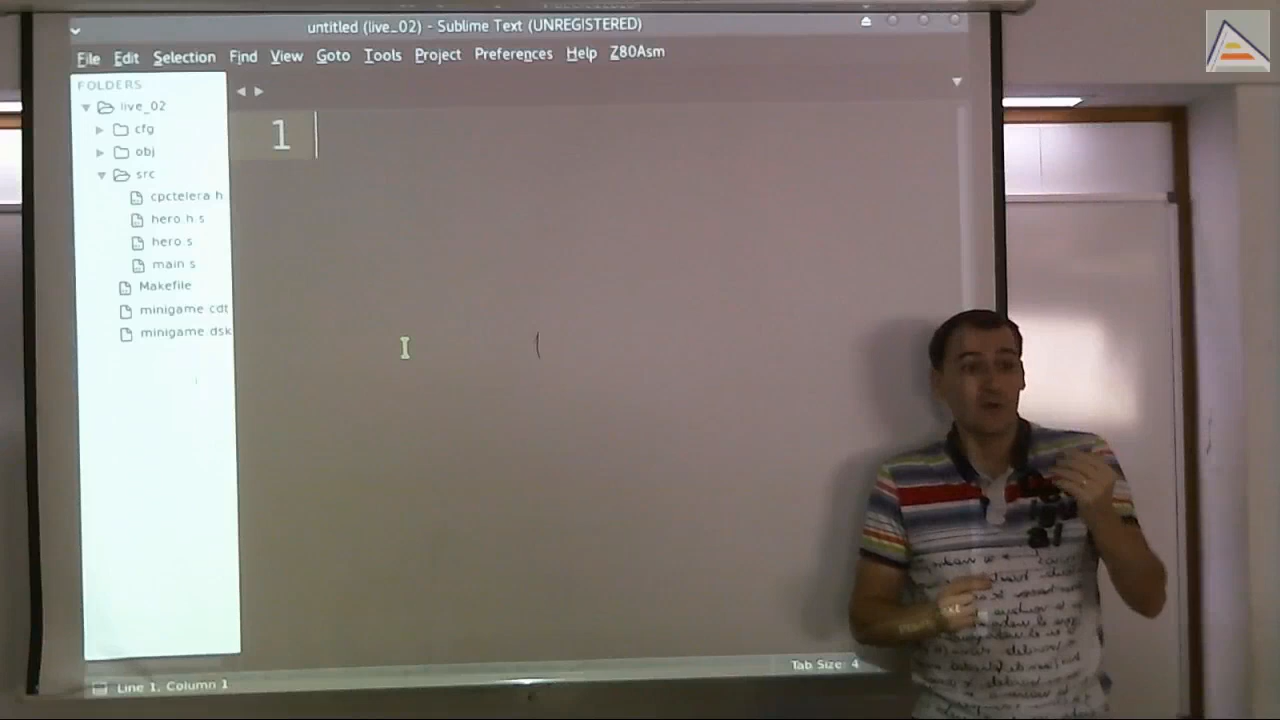 untitled (live_02) - Sublime Text (UNREGISTERED)
File Edit Selection Find View Goto Tools Project Preferences Help Z80Asm
FOLDERS
live_02
cfg
obj
src
cpctelera.h
hero.h.s
hero.s
main.s
Makefile
minigame.cdt
minigame.dsk
1
Line 1, Column 1
Tab Size: 4